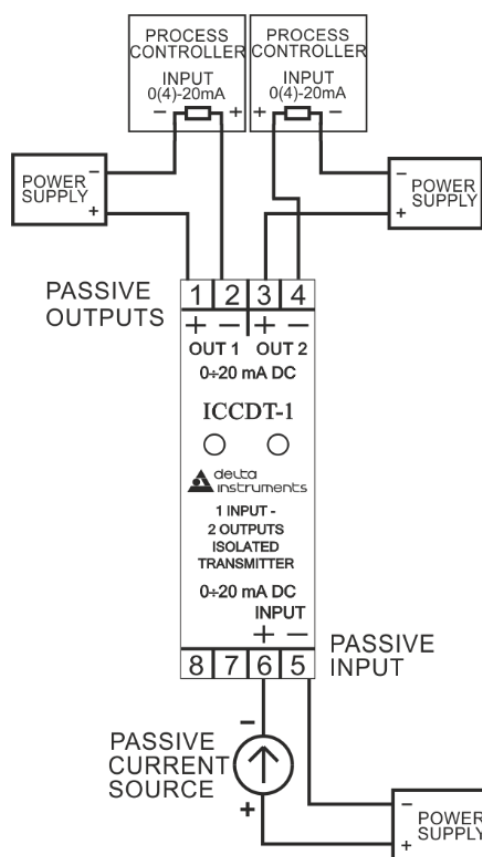 PROCESS CONTROLLER
INPUT
0(4)-20mA
− +
PROCESS CONTROLLER
INPUT
0(4)-20mA
+ −
POWER SUPPLY
−
+
POWER SUPPLY
−
+
PASSIVE OUTPUTS
1 2 3 4
+ − + −
OUT 1 OUT 2
0÷20 mA DC
ICCDT-1
delta
instruments
1 INPUT -
2 OUTPUTS
ISOLATED
TRANSMITTER
0÷20 mA DC
INPUT
+ −
8 7 6 5
PASSIVE
INPUT
−
PASSIVE
CURRENT
SOURCE
+
−
POWER
SUPPLY
+